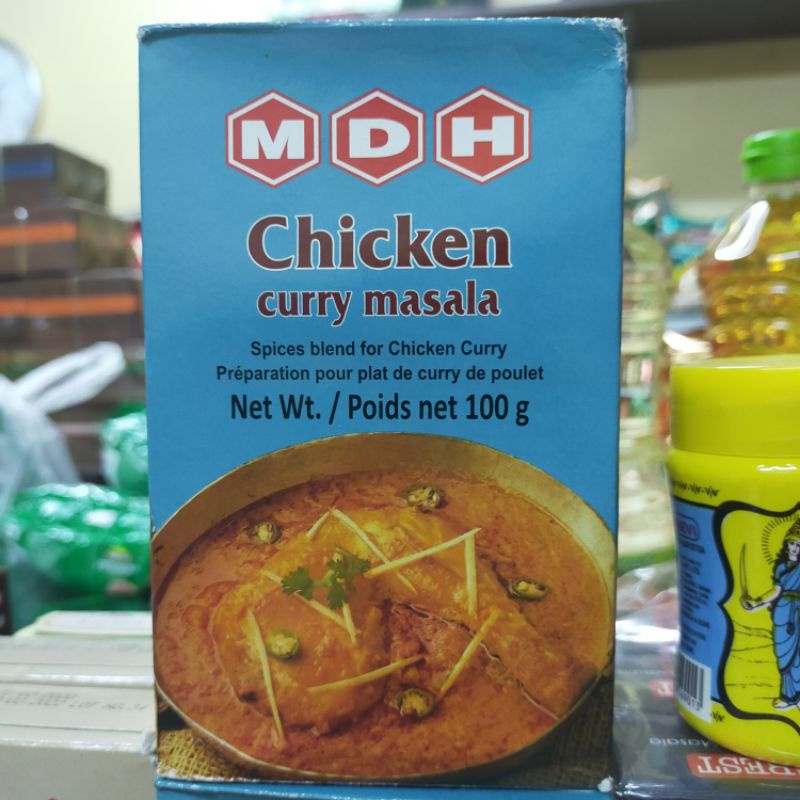 MDH
Chicken
curry masala
Spices blend for Chicken Curry
Préparation pour plat de curry de poulet
Net Wt. / Poids net 100 g